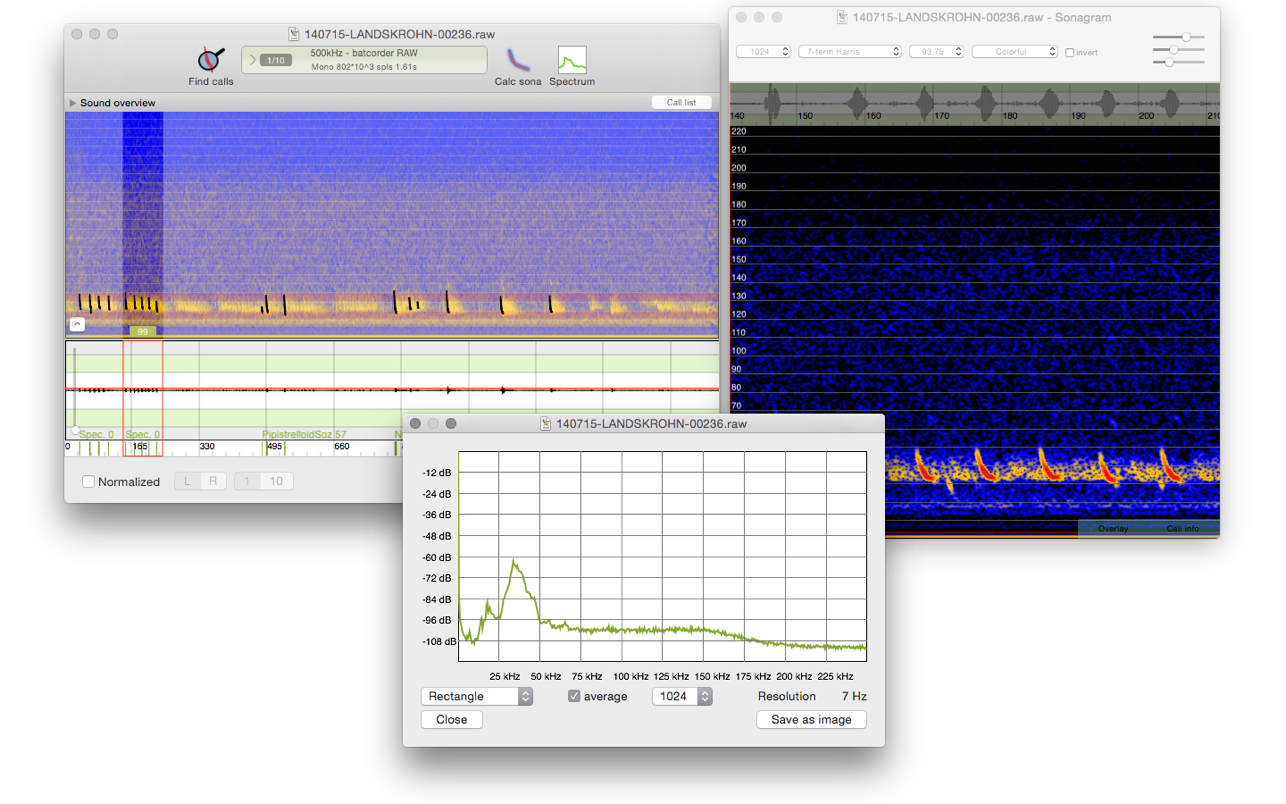 140715-LANDSKROHN-00236.raw
Find calls
1/10
500kHz - batcorder RAW
Mono 802*10^3 spls 1.61s
Calc sona
Spectrum
Sound overview
Call list
99
Spec. 0
Spec. 0
PipistrelloidSoz 57
N
0
165
330
495
660
Normalized
L
R
1
10
140715-LANDSKROHN-00236.raw - Sonagram
1024
7-term Harris
93.75
Colorful
invert
140
150
160
170
180
190
200
210
220
210
200
190
180
170
160
150
140
130
120
110
100
90
80
70
Overlay
Call info
140715-LANDSKROHN-00236.raw
-12 dB
-24 dB
-36 dB
-48 dB
-60 dB
-72 dB
-84 dB
-96 dB
-108 dB
25 kHz
50 kHz
75 kHz
100 kHz
125 kHz
150 kHz
175 kHz
200 kHz
225 kHz
Rectangle
average
1024
Resolution
7 Hz
Close
Save as image